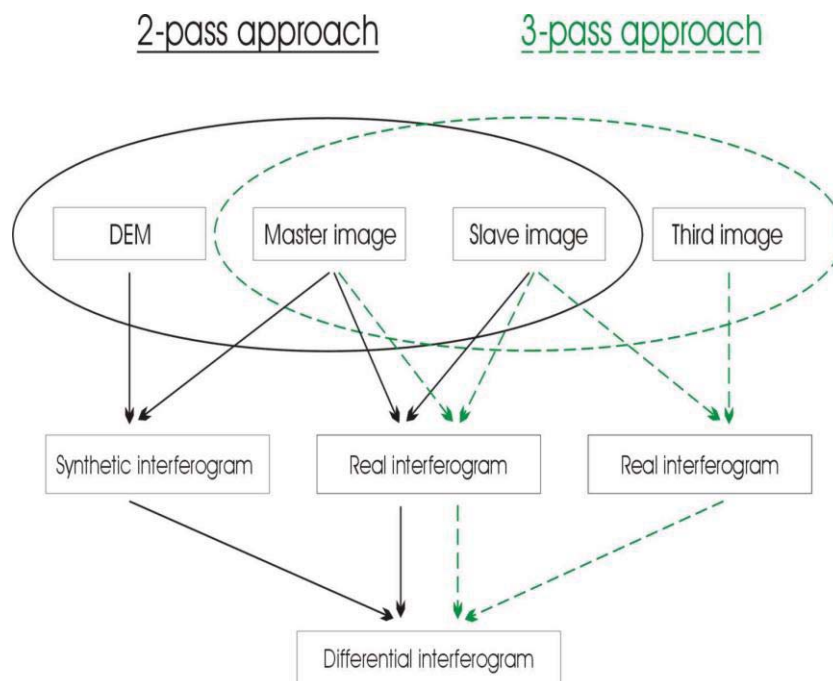 2-pass approach
3-pass approach
DEM
Master image
Slave image
Third image
Synthetic interferogram
Real interferogram
Real interferogram
Differential interferogram